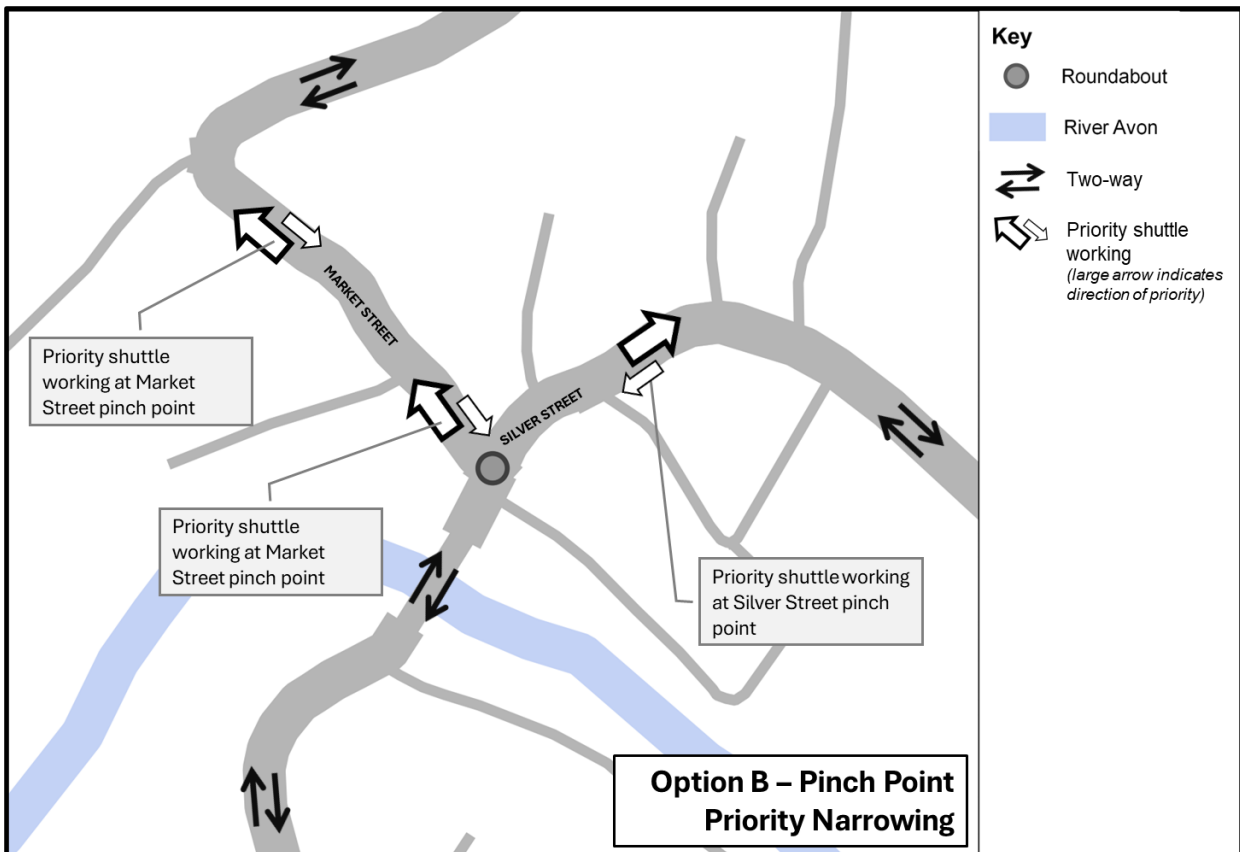 MARKET STREET
SILVER STREET
Priority shuttle
working at Market
Street pinch point
Priority shuttle
working at Market
Street pinch point
Priority shuttle working
at Silver Street pinch
point
Option B – Pinch Point
Priority Narrowing
Key
Roundabout
River Avon
Two-way
Priority shuttle
working
(large arrow indicates
direction of priority)